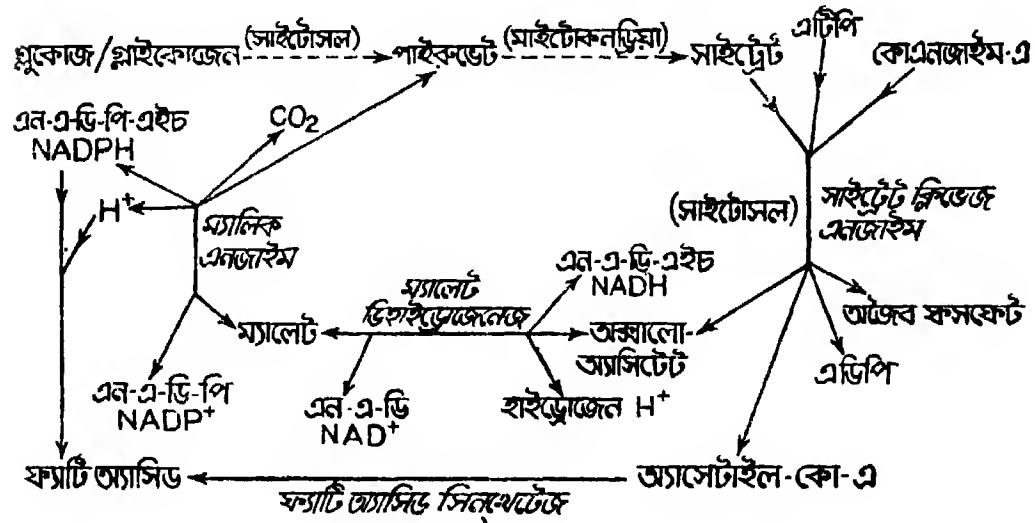 এটিপি
গ্লুকোজ/গ্লাইকোজেন (সাইটোসল) পাইরুভেট (মাইটোকনড্রিয়া) সাইট্রেট কোএনজাইম-এ
এন-এ-ডি-পি-এইচ
NADPH
CO₂
H⁺
ম্যালিক
এনজাইম
(সাইটোসল)
সাইট্রেট ক্লিভেজ
এনজাইম
এন-এ-ডি-এইচ
NADH
ম্যালেট
ডিহাইড্রোজেনেজ
ম্যালেট
অক্সালো-
অ্যাসিটেট
অজৈব ফসফেট
এডিপি
এন-এ-ডি-পি
NADP⁺
এন-এ-ডি
NAD⁺
হাইড্রোজেন H⁺
ফ্যাটি অ্যাসিড
ফ্যাটি অ্যাসিড সিনথেটেজ
অ্যাসেটাইল-কো-এ